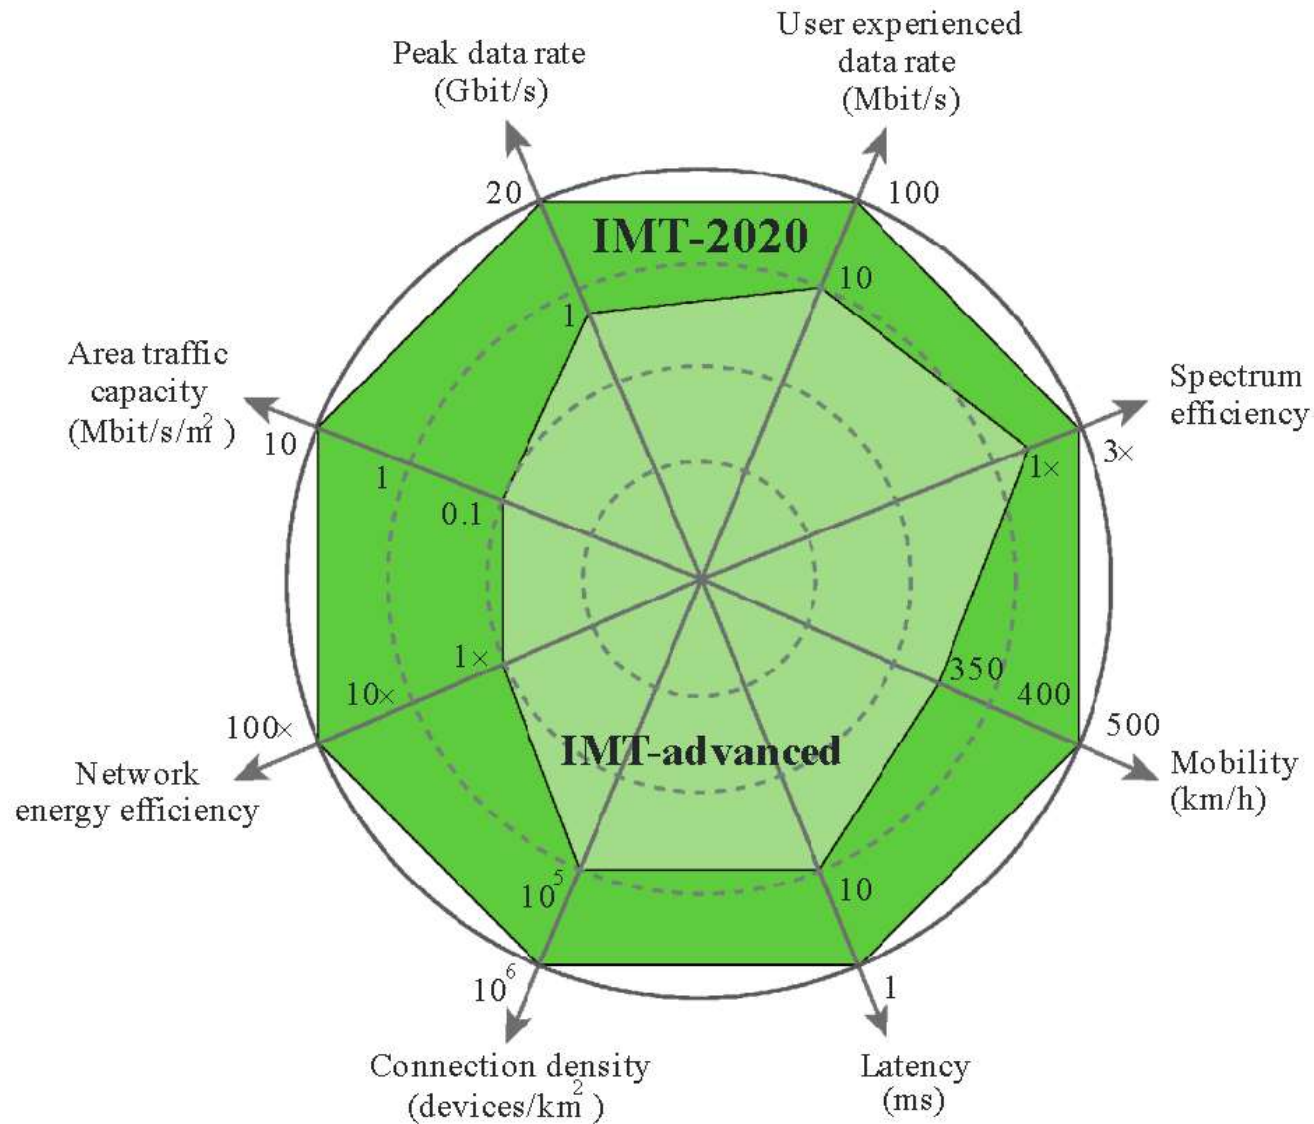 User experienced
data rate
(Mbit/s)
Peak data rate
(Gbit/s)
20
100
IMT-2020
10
1
Area traffic
capacity
(Mbit/s/m²)
10
1
0.1
Spectrum
efficiency
1×
3×
1×
10×
100×
Network
energy efficiency
350
400
500
Mobility
(km/h)
IMT-advanced
10⁵
10
10⁶
1
Connection density
(devices/km²)
Latency
(ms)